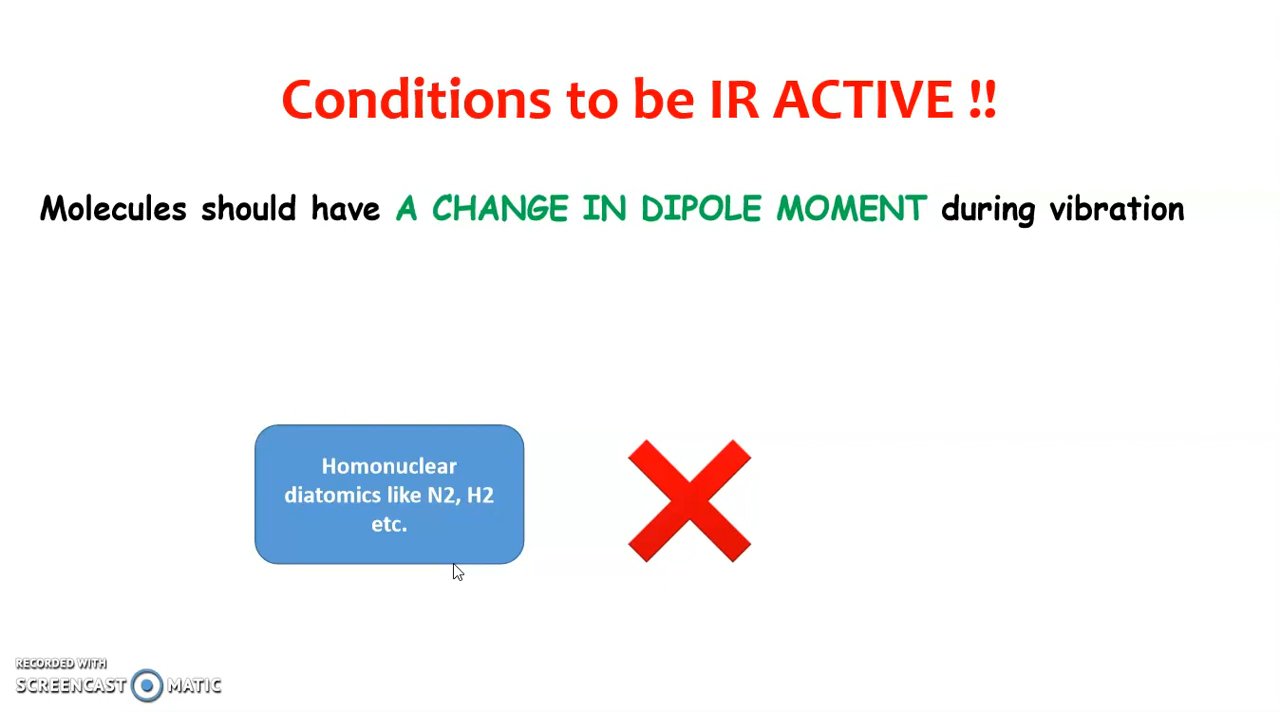 Conditions to be IR ACTIVE !!
Molecules should have A CHANGE IN DIPOLE MOMENT during vibration
Homonuclear
diatomics like N2, H2
etc.
RECORDED WITH
SCREENCAST MATIC